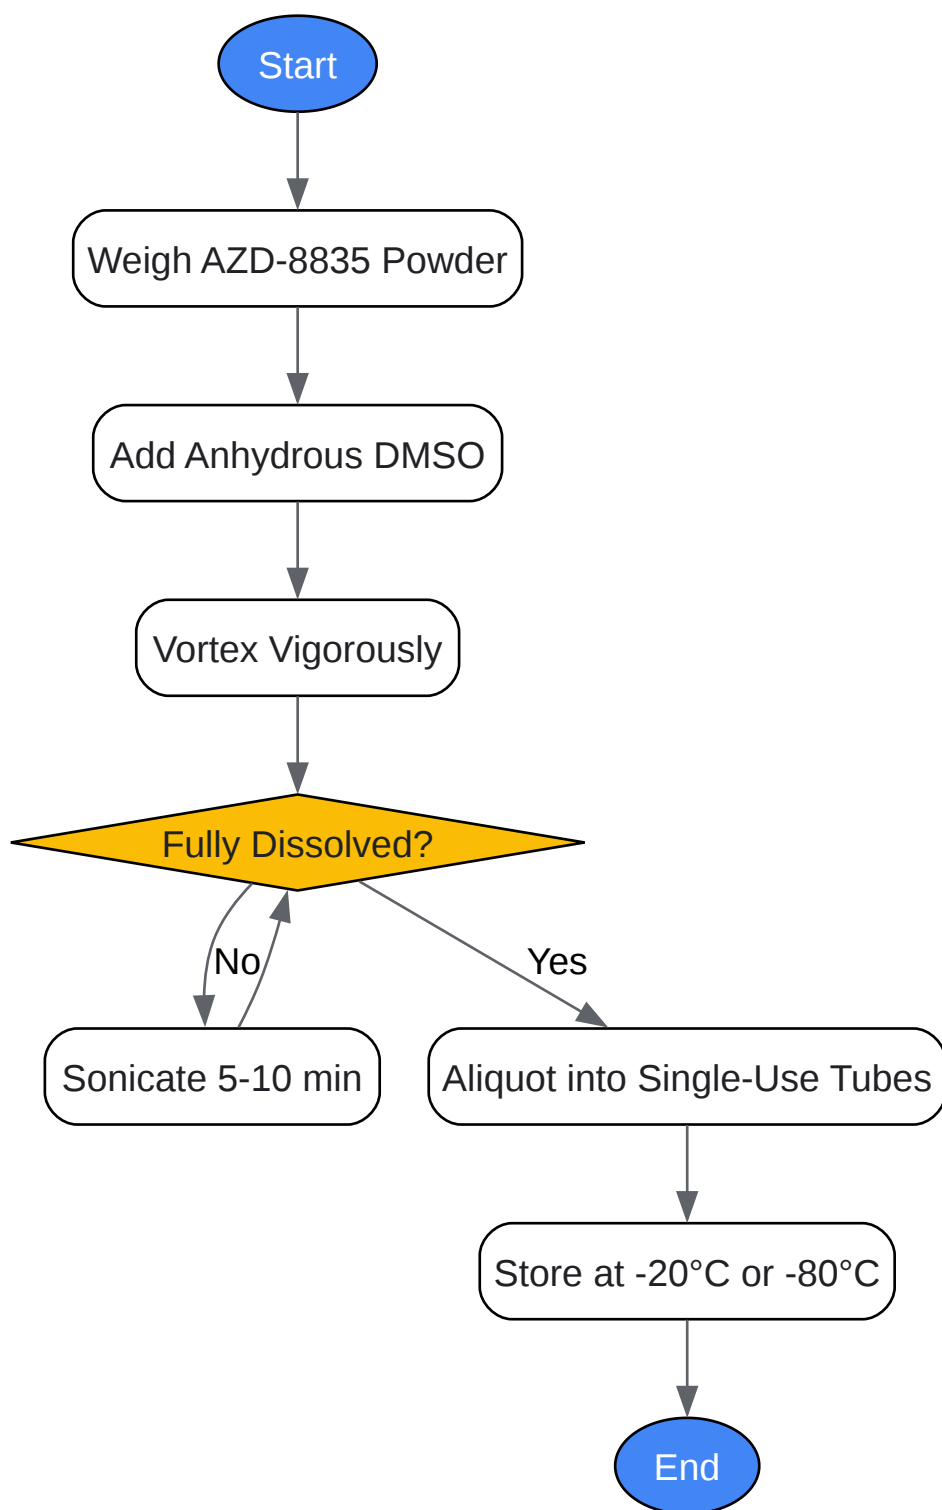 Start
Weigh AZD-8835 Powder
Add Anhydrous DMSO
Vortex Vigorously
Fully Dissolved?
No
Yes
Sonicate 5-10 min
Aliquot into Single-Use Tubes
Store at -20°C or -80°C
End